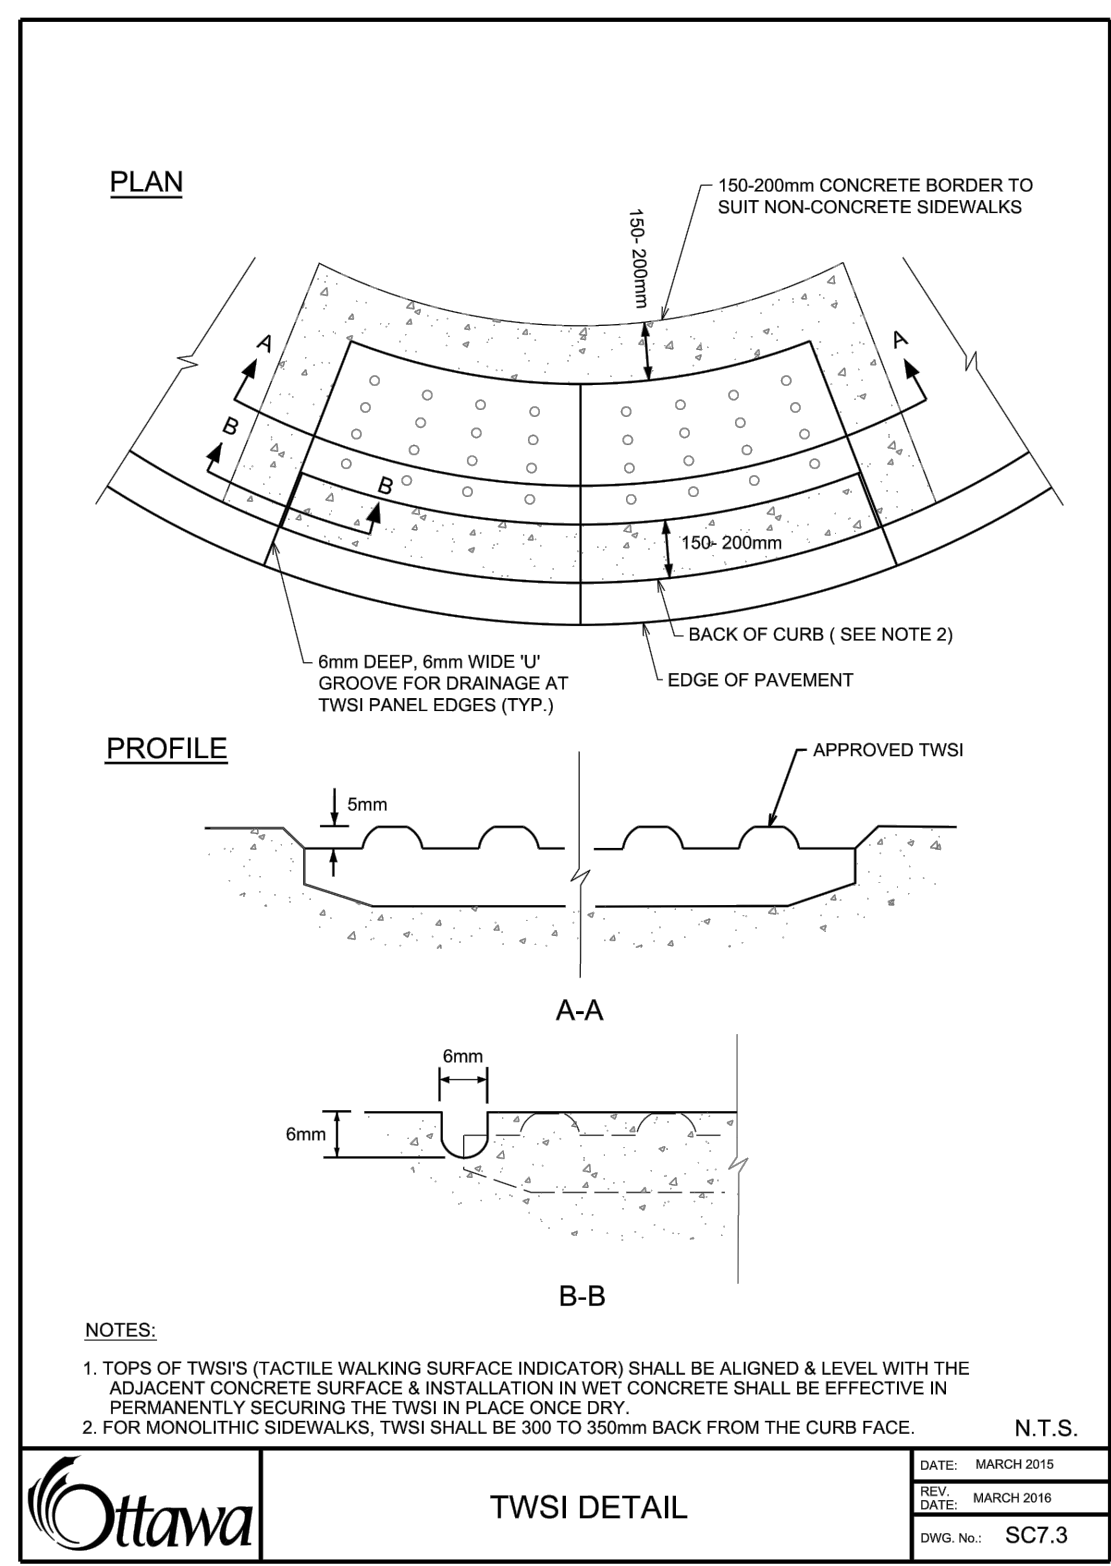 PLAN
150-200mm CONCRETE BORDER TO
SUIT NON-CONCRETE SIDEWALKS
150- 200mm
A
A
B
B
150- 200mm
BACK OF CURB ( SEE NOTE 2)
6mm DEEP, 6mm WIDE 'U'
GROOVE FOR DRAINAGE AT
TWSI PANEL EDGES (TYP.)
EDGE OF PAVEMENT
PROFILE
APPROVED TWSI
5mm
A-A
6mm
6mm
B-B
NOTES:
1. TOPS OF TWSI'S (TACTILE WALKING SURFACE INDICATOR) SHALL BE ALIGNED & LEVEL WITH THE
ADJACENT CONCRETE SURFACE & INSTALLATION IN WET CONCRETE SHALL BE EFFECTIVE IN
PERMANENTLY SECURING THE TWSI IN PLACE ONCE DRY.
2. FOR MONOLITHIC SIDEWALKS, TWSI SHALL BE 300 TO 350mm BACK FROM THE CURB FACE.
N.T.S.
Ottawa
TWSI DETAIL
DATE: MARCH 2015
REV.
DATE: MARCH 2016
DWG. No.: SC7.3